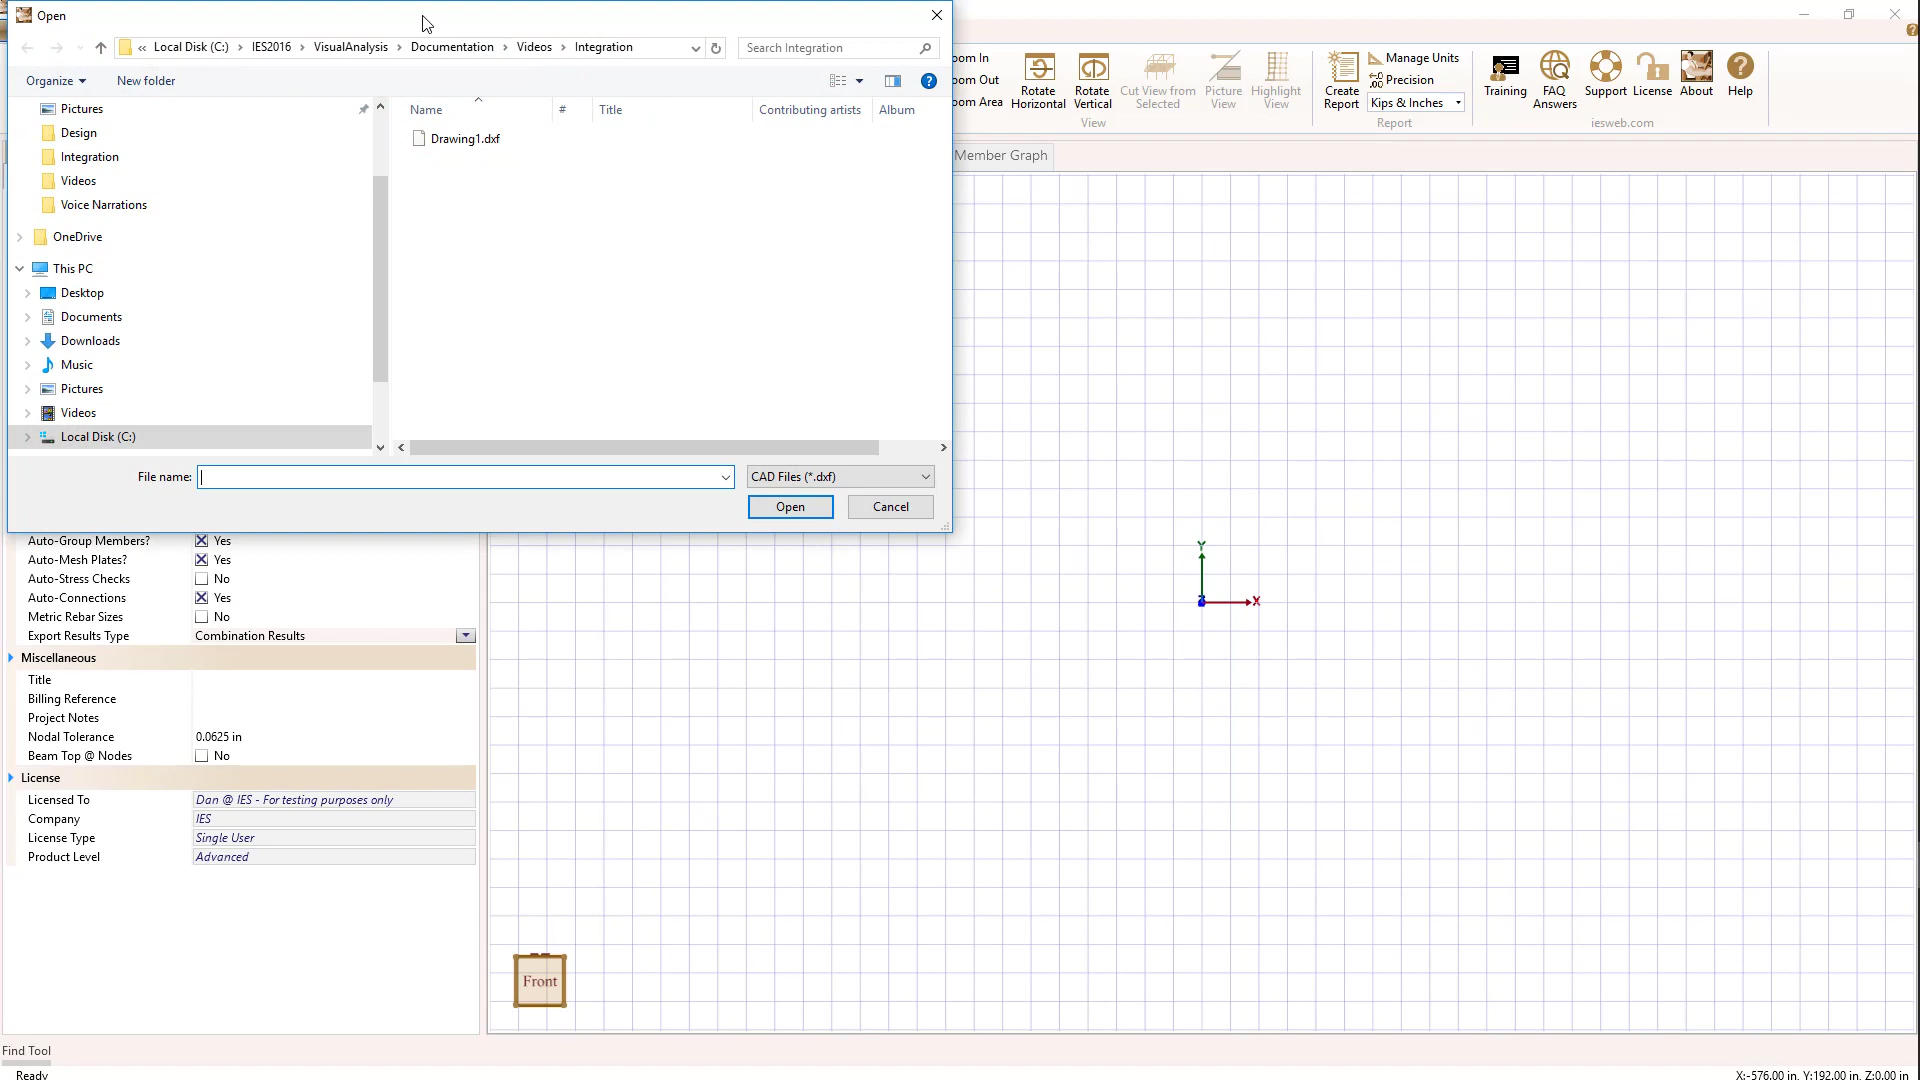 Open
« Local Disk (C:) > IES2016 > VisualAnalysis > Documentation > Videos > Integration
Search Integration
Organize
New folder
Pictures
Design
Integration
Videos
Voice Narrations
OneDrive
This PC
Desktop
Documents
Downloads
Music
Pictures
Videos
Local Disk (C:)
Name
#
Title
Contributing artists
Album
Drawing1.dxf
File name:
CAD Files (*.dxf)
Open
Cancel
oom In
oom Out
oom Area
Rotate
Horizontal
Rotate
Vertical
Cut View from
Selected
Picture
View
Highlight
View
View
Create
Report
Manage Units
Precision
Kips & Inches
Report
Training
FAQ
Answers
Support
License
About
Help
iesweb.com
Member Graph
Auto-Group Members? Yes
Auto-Mesh Plates? Yes
Auto-Stress Checks No
Auto-Connections Yes
Metric Rebar Sizes No
Export Results Type Combination Results
Miscellaneous
Title
Billing Reference
Project Notes
Nodal Tolerance 0.0625 in
Beam Top @ Nodes No
License
Licensed To Dan @ IES - For testing purposes only
Company IES
License Type Single User
Product Level Advanced
Y
X
Front
Find Tool
Ready
X:-576.00 in, Y:192.00 in, Z:0.00 in